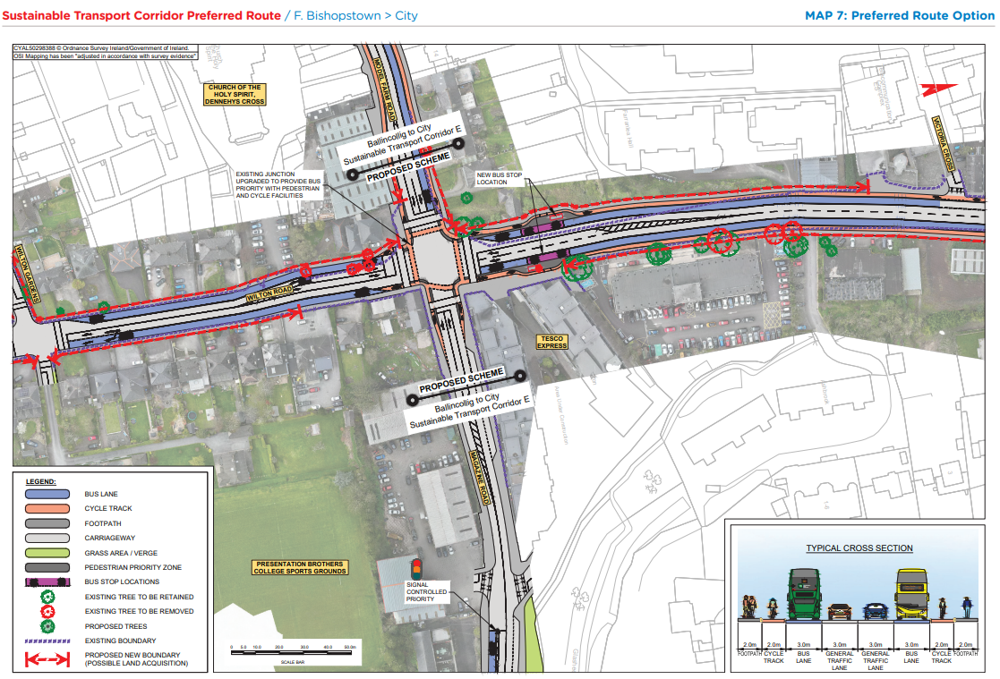 Sustainable Transport Corridor Preferred Route / F. Bishopstown > City
MAP 7: Preferred Route Option
CYAL50298388 © Ordnance Survey Ireland/Government of Ireland.
OSI Mapping has been "adjusted in accordance with survey evidence"
CHURCH OF THE
HOLY SPIRIT,
DENNEHYS CROSS
MODEL FARM ROAD
Ballincollig to City
Sustainable Transport Corridor E
PROPOSED SCHEME
EXISTING JUNCTION
UPGRADED TO PROVIDE BUS
PRIORITY WITH PEDESTRIAN
AND CYCLE FACILITIES
NEW BUS STOP
LOCATION
VICTORIA CROSS
WILTON GARDENS
WILTON ROAD
TESCO
EXPRESS
PROPOSED SCHEME
Ballincollig to City
Sustainable Transport Corridor E
Area Under Construction
MAGAZINE ROAD
PRESENTATION BROTHERS
COLLEGE SPORTS GROUNDS
SIGNAL
CONTROLLED
PRIORITY
0 5.0 10.0 20.0 30.0 40.0 50.0m
SCALE BAR
LEGEND:
BUS LANE
CYCLE TRACK
FOOTPATH
CARRIAGEWAY
GRASS AREA / VERGE
PEDESTRIAN PRIORITY ZONE
BUS STOP LOCATIONS
EXISTING TREE TO BE RETAINED
EXISTING TREE TO BE REMOVED
PROPOSED TREES
EXISTING BOUNDARY
PROPOSED NEW BOUNDARY
(POSSIBLE LAND ACQUISITION)
TYPICAL CROSS SECTION
2.0m 2.0m 3.0m 3.0m 3.0m 3.0m 2.0m 2.0m
FOOTPATH CYCLE TRACK BUS LANE GENERAL TRAFFIC LANE GENERAL TRAFFIC LANE BUS LANE CYCLE TRACK FOOTPATH